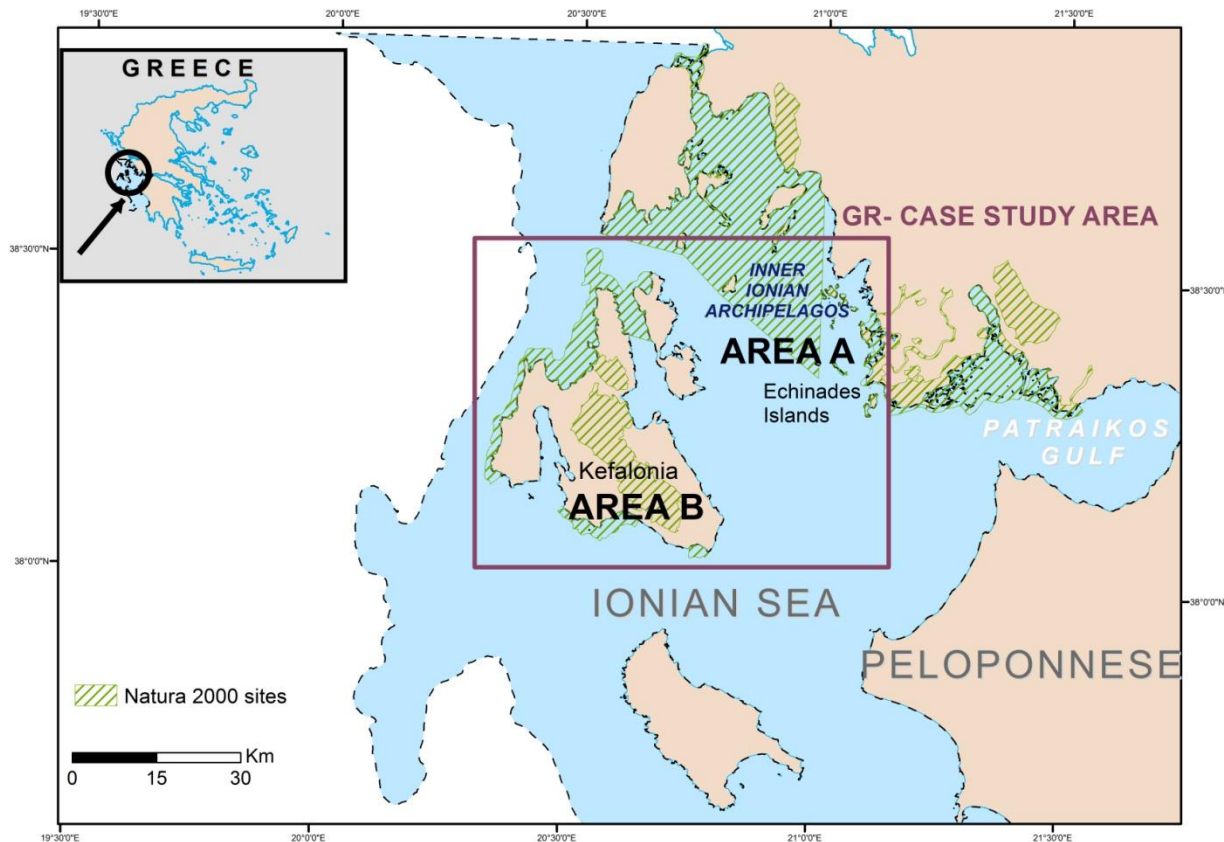 19°30'0"E
20°0'0"E
20°30'0"E
21°0'0"E
21°30'0"E
GREECE
38°30'0"N
GR- CASE STUDY AREA
INNER
IONIAN
ARCHIPELAGOS
38°30'0"N
AREA A
Echinades
Islands
PATRAIKOS
GULF
Kefalonia
AREA B
38°0'0"N
IONIAN SEA
38°0'0"N
PELOPONNESE
Natura 2000 sites
Km
0
15
30
19°30'0"E
20°0'0"E
20°30'0"E
21°0'0"E
21°30'0"E